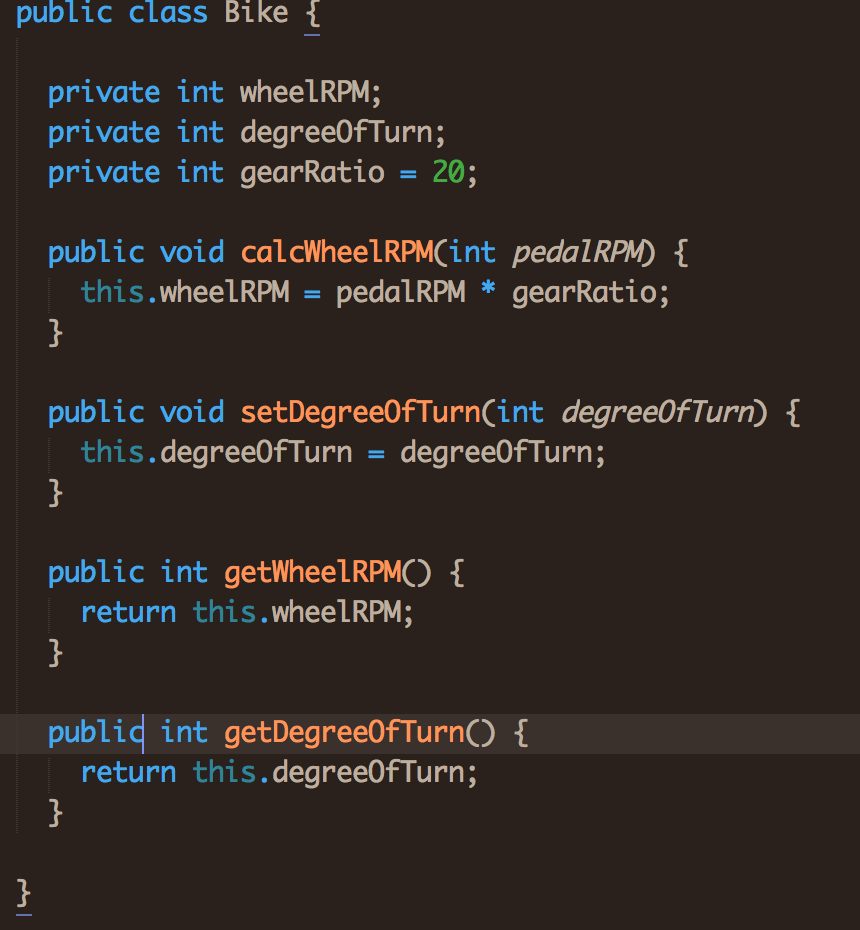 public class Bike {
private int wheelRPM;
private int degreeOfTurn;
private int gearRatio = 20;
public void calcWheelRPM(int pedalRPM) {
this.wheelRPM = pedalRPM * gearRatio;
}
public void setDegreeOfTurn(int degreeOfTurn) {
this.degreeOfTurn = degreeOfTurn;
}
public int getWheelRPM() {
return this.wheelRPM;
}
public int getDegreeOfTurn() {
return this.degreeOfTurn;
}
}